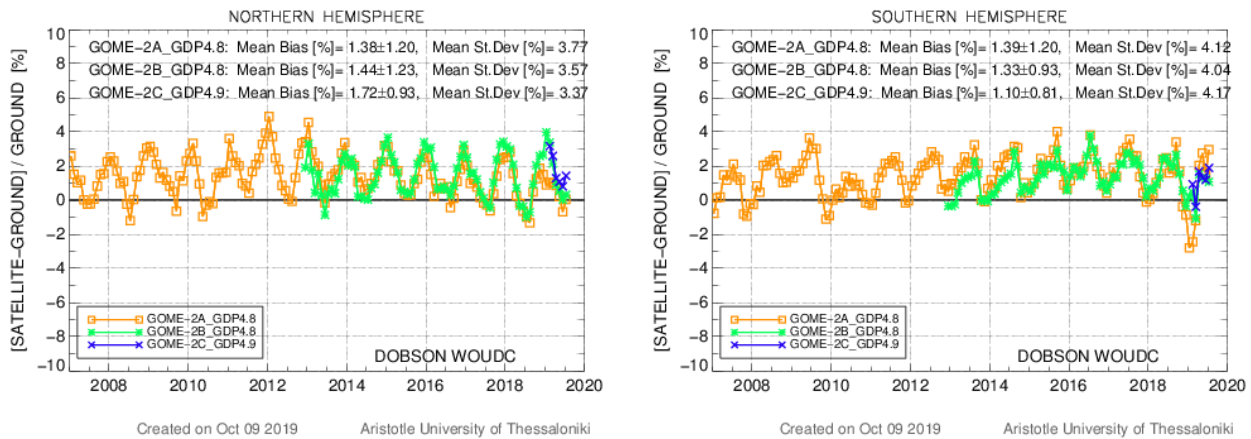 NORTHERN HEMISPHERE
[SATELLITE-GROUND] / GROUND [%]
10
8
6
4
2
0
−2
−4
−6
−8
−10
GOME-2A_GDP4.8: Mean Bias [%]= 1.38±1.20, Mean St.Dev [%]= 3.77
GOME-2B_GDP4.8: Mean Bias [%]= 1.44±1.23, Mean St.Dev [%]= 3.57
GOME-2C_GDP4.9: Mean Bias [%]= 1.72±0.93, Mean St.Dev [%]= 3.37
GOME-2A_GDP4.8
GOME-2B_GDP4.8
GOME-2C_GDP4.9
DOBSON WOUDC
2008 2010 2012 2014 2016 2018 2020
Created on Oct 09 2019 Aristotle University of Thessaloniki
SOUTHERN HEMISPHERE
[SATELLITE-GROUND] / GROUND [%]
10
8
6
4
2
0
−2
−4
−6
−8
−10
GOME-2A_GDP4.8: Mean Bias [%]= 1.39±1.20, Mean St.Dev [%]= 4.12
GOME-2B_GDP4.8: Mean Bias [%]= 1.33±0.93, Mean St.Dev [%]= 4.04
GOME-2C_GDP4.9: Mean Bias [%]= 1.10±0.81, Mean St.Dev [%]= 4.17
GOME-2A_GDP4.8
GOME-2B_GDP4.8
GOME-2C_GDP4.9
DOBSON WOUDC
2008 2010 2012 2014 2016 2018 2020
Created on Oct 09 2019 Aristotle University of Thessaloniki